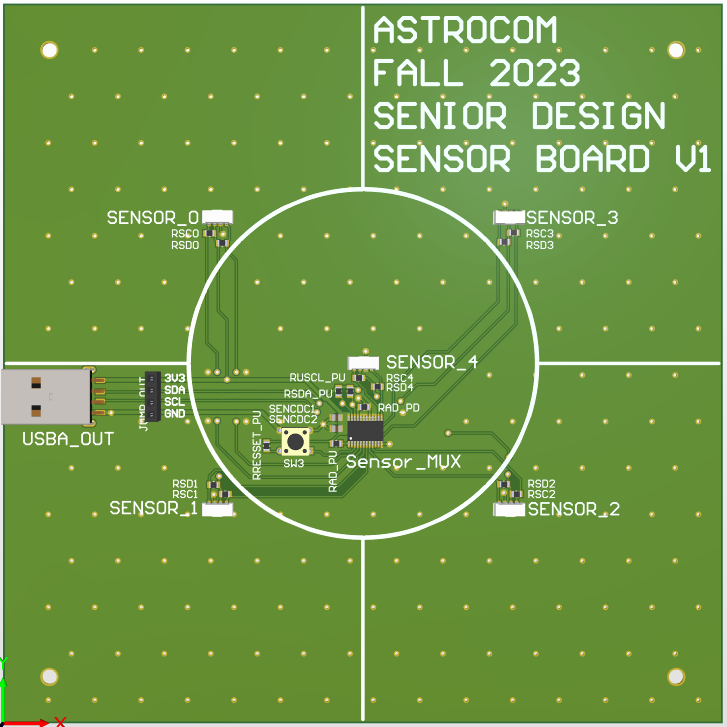 ASTROCOM
FALL 2023
SENIOR DESIGN
SENSOR BOARD V1
SENSOR_0
RSC0
RSD0
SENSOR_3
RSC3
RSD3
SENSOR_4
RUSCL_PU
RSC4
RSD4
RSDA_PU
RAD_PD
3V3
SDA
SCL
GND
USBA_OUT
SENCDC1
SENCDC2
RRESSET_PU
SW3
RAD_PU
Sensor_MUX
RSD1
RSC1
SENSOR_1
RSD2
RSC2
SENSOR_2
Y
X